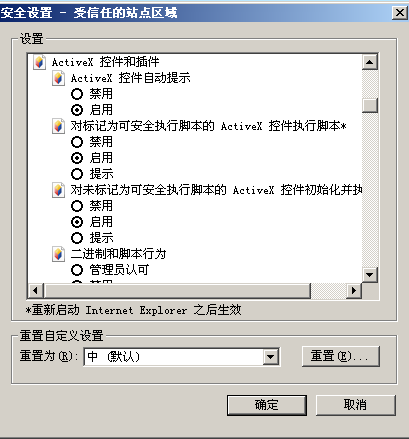 安全设置 - 受信任的站点区域
设置
ActiveX 控件和插件
ActiveX 控件自动提示
禁用
启用
对标记为可安全执行脚本的 ActiveX 控件执行脚本*
禁用
启用
提示
对未标记为可安全执行脚本的 ActiveX 控件初始化并执
禁用
启用
提示
二进制和脚本行为
管理员认可
*重新启动 Internet Explorer 之后生效
重置自定义设置
重置为(R): 中 (默认) 重置(E)...
确定 取消